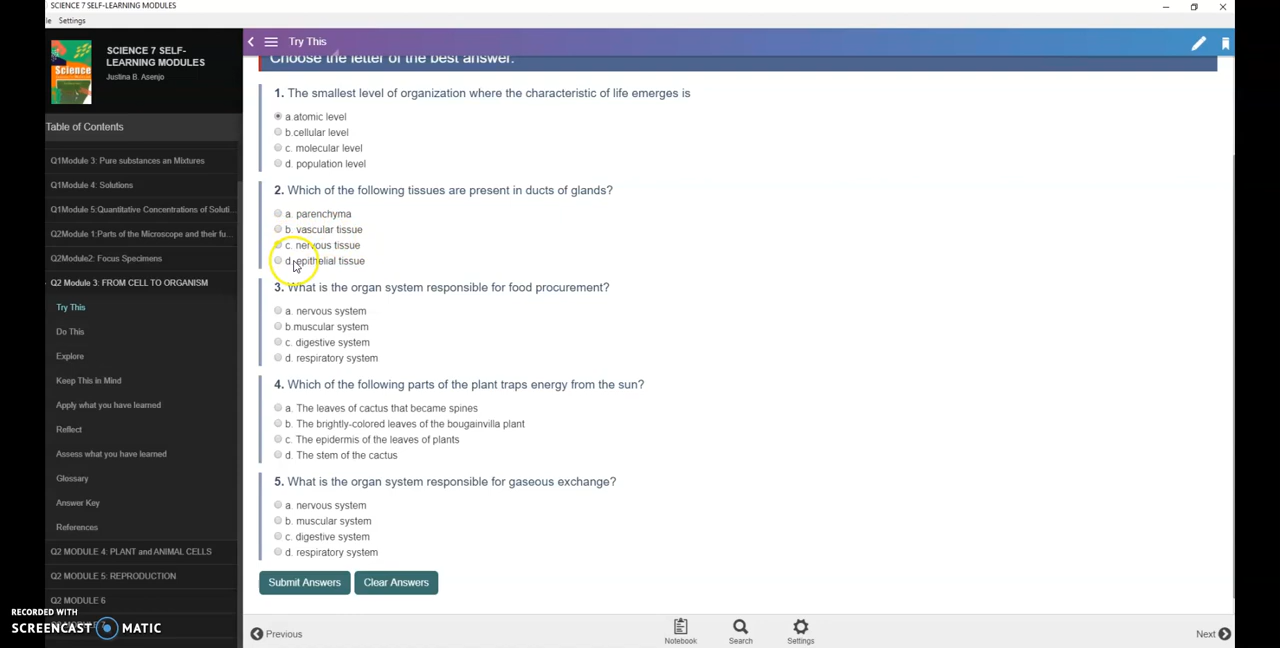 SCIENCE 7 SELF-LEARNING MODULES
le Settings
Science
SCIENCE 7 SELF-
LEARNING MODULES
Justina B. Asenjo
Table of Contents
Q1Module 3: Pure substances an Mixtures
Q1Module 4: Solutions
Q1Module 5:Quantitative Concentrations of Soluti...
Q2Module 1:Parts of the Microscope and their fu...
Q2Module2: Focus Specimens
Q2 Module 3: FROM CELL TO ORGANISM
Try This
Do This
Explore
Keep This in Mind
Apply what you have learned
Reflect
Assess what you have learned
Glossary
Answer Key
References
Q2 MODULE 4: PLANT and ANIMAL CELLS
Q2 MODULE 5: REPRODUCTION
Q2 MODULE 6
RECORDED WITH
SCREENCAST MATIC
Try This
Choose the letter of the best answer.
1. The smallest level of organization where the characteristic of life emerges is
a.atomic level
b.cellular level
c. molecular level
d. population level
2. Which of the following tissues are present in ducts of glands?
a. parenchyma
b. vascular tissue
c. nervous tissue
d. epithelial tissue
3. What is the organ system responsible for food procurement?
a. nervous system
b.muscular system
c. digestive system
d. respiratory system
4. Which of the following parts of the plant traps energy from the sun?
a. The leaves of cactus that became spines
b. The brightly-colored leaves of the bougainvilla plant
c. The epidermis of the leaves of plants
d. The stem of the cactus
5. What is the organ system responsible for gaseous exchange?
a. nervous system
b. muscular system
c. digestive system
d. respiratory system
Submit Answers Clear Answers
Previous
Notebook
Search
Settings
Next